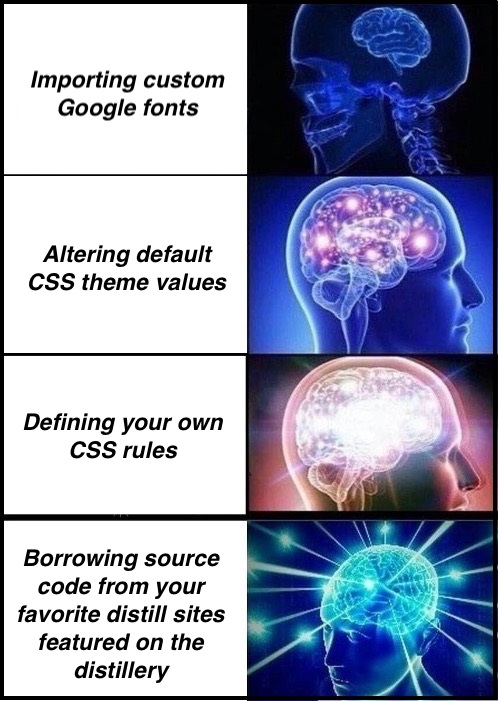 Importing custom
Google fonts
Altering default
CSS theme values
Defining your own
CSS rules
Borrowing source
code from your
favorite distill sites
featured on the
distillery